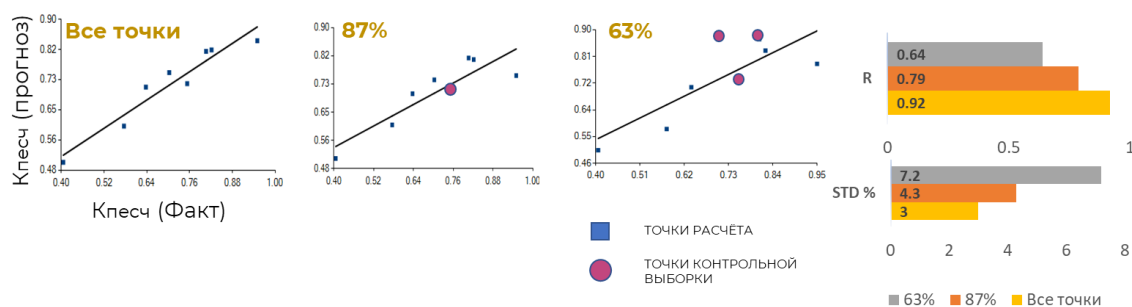 Кпесч (прогноз)
Все точки
0.90
0.82
0.73
0.65
0.56
0.48
0.40 0.52 0.64 0.76 0.88 1.00
Кпесч (Факт)
87%
0.90
0.82
0.73
0.65
0.56
0.48
0.40 0.52 0.64 0.76 0.88 1.00
63%
0.90
0.81
0.72
0.63
0.55
0.46
0.40 0.51 0.62 0.73 0.84 0.95
ТОЧКИ РАСЧЁТА
ТОЧКИ КОНТРОЛЬНОЙ
ВЫБОРКИ
R
0.64
0.79
0.92
0 0.5 1
STD %
7.2
4.3
3
0 2 4 6 8
63% 87% Все точки